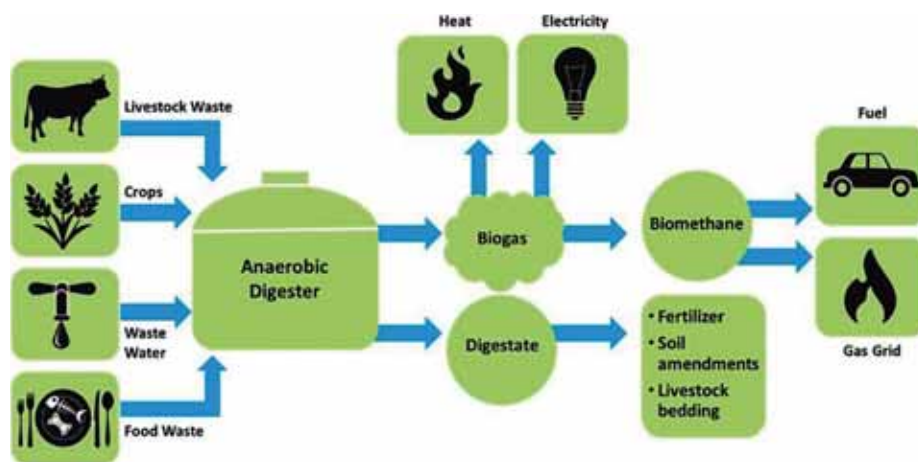 Heat
Electricity
Livestock Waste
Fuel
Crops
Biogas
Biomethane
Anaerobic
Digester
Waste
Water
Digestate
• Fertilizer
• Soil
amendments
• Livestock
bedding
Gas Grid
Food Waste